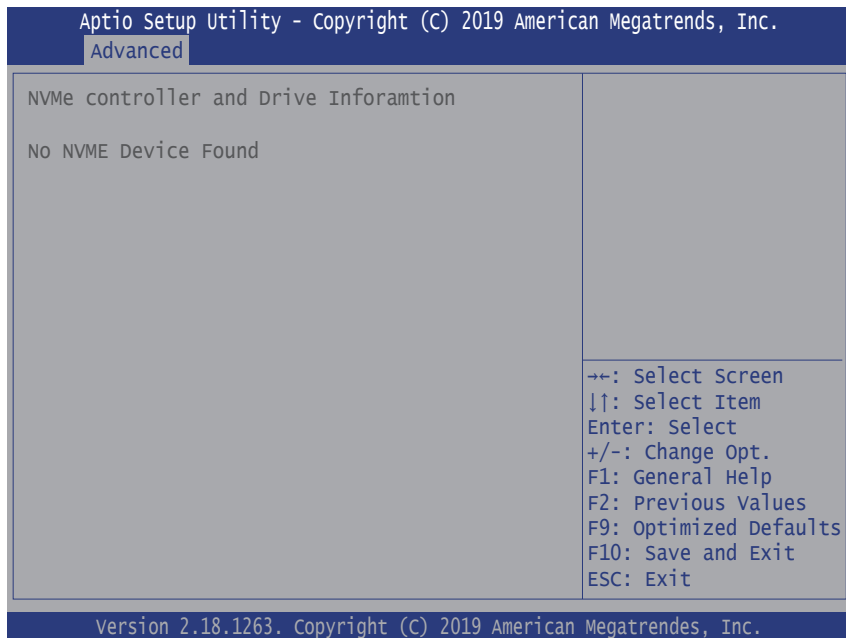 Aptio Setup Utility - Copyright (C) 2019 American Megatrends, Inc.
Advanced
NVMe controller and Drive Inforamtion
No NVME Device Found
→←: Select Screen
↓↑: Select Item
Enter: Select
+/-: Change Opt.
F1: General Help
F2: Previous Values
F9: Optimized Defaults
F10: Save and Exit
ESC: Exit
Version 2.18.1263. Copyright (C) 2019 American Megatrendes, Inc.